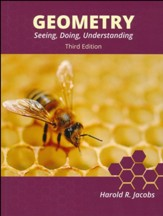 GEOMETRY
Seeing, Doing, Understanding
Third Edition
Harold R. Jacobs